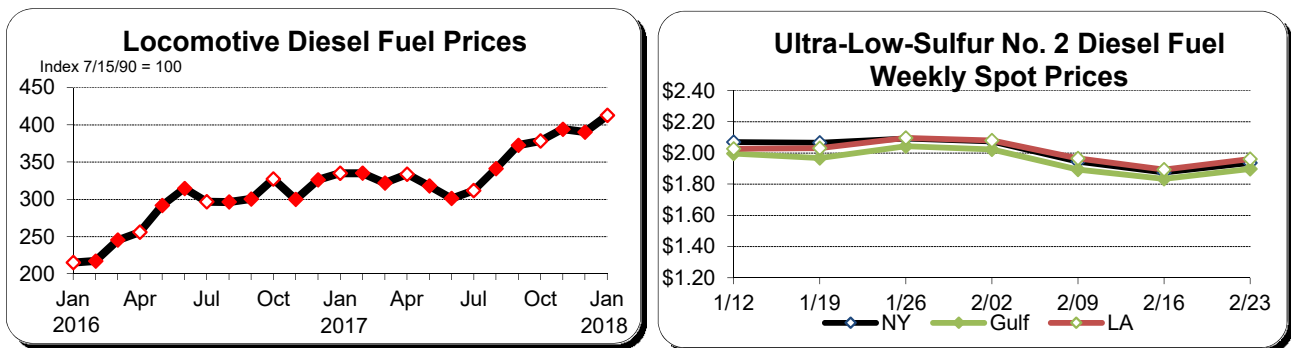 Locomotive Diesel Fuel Prices
Index 7/15/90 = 100
450
400
350
300
250
200
Jan Apr Jul Oct Jan Apr Jul Oct Jan
2016 2017 2018
Ultra-Low-Sulfur No. 2 Diesel Fuel
Weekly Spot Prices
$2.40
$2.20
$2.00
$1.80
$1.60
$1.40
$1.20
1/12 1/19 1/26 2/02 2/09 2/16 2/23
NY Gulf LA